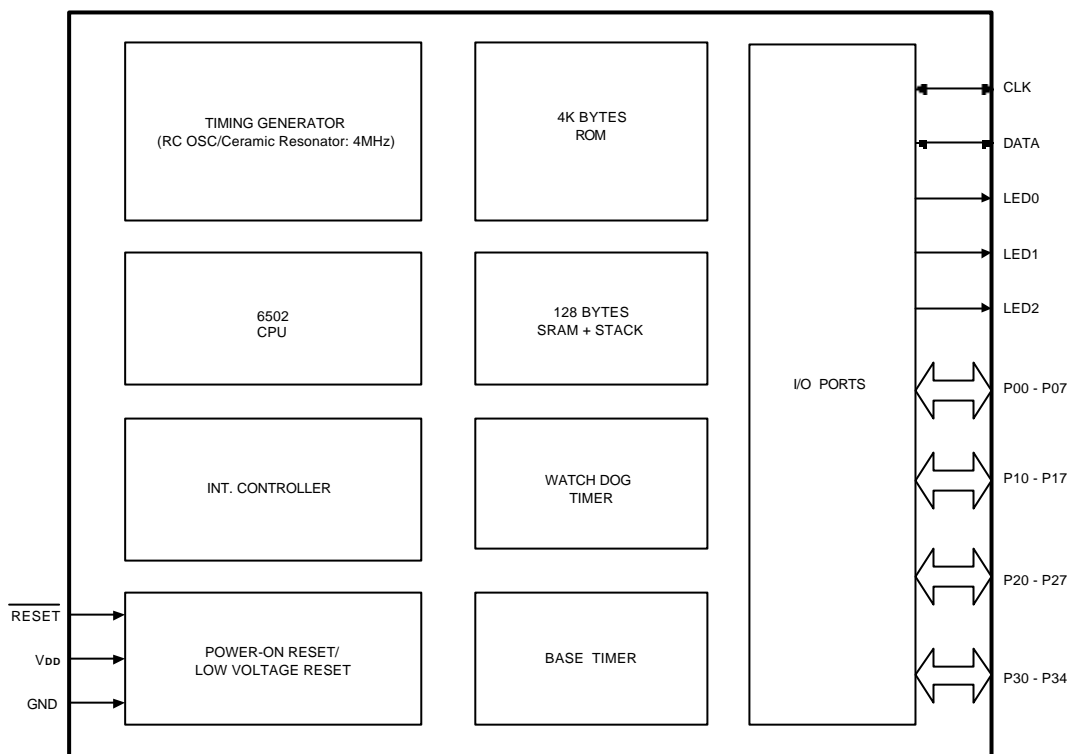 TIMING GENERATOR
(RC OSC/Ceramic Resonator: 4MHz)
4K BYTES
ROM
6502
CPU
128 BYTES
SRAM + STACK
INT. CONTROLLER
WATCH DOG
TIMER
POWER-ON RESET/
LOW VOLTAGE RESET
BASE TIMER
I/O PORTS
RESET
VDD
GND
CLK
DATA
LED0
LED1
LED2
P00 - P07
P10 - P17
P20 - P27
P30 - P34